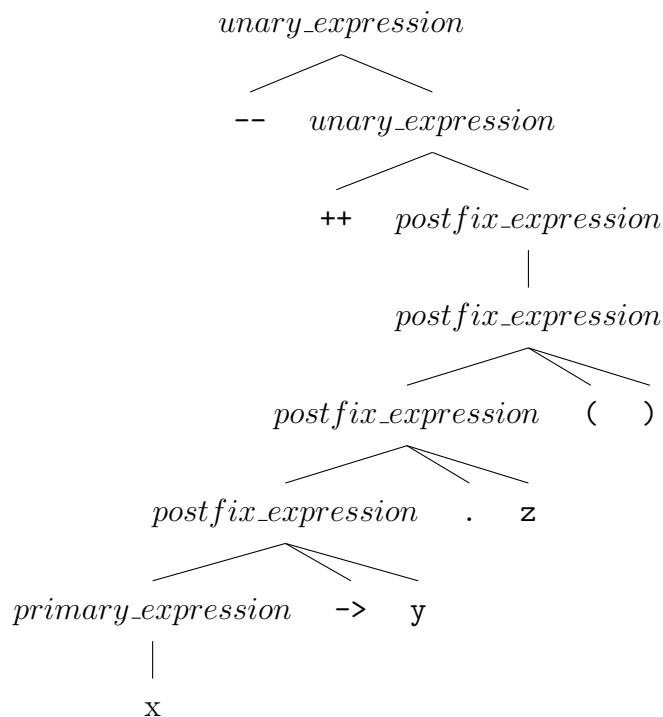 unary_expression
-- unary_expression
++ postfix_expression
postfix_expression
postfix_expression ( )
postfix_expression . z
primary_expression -> y
x